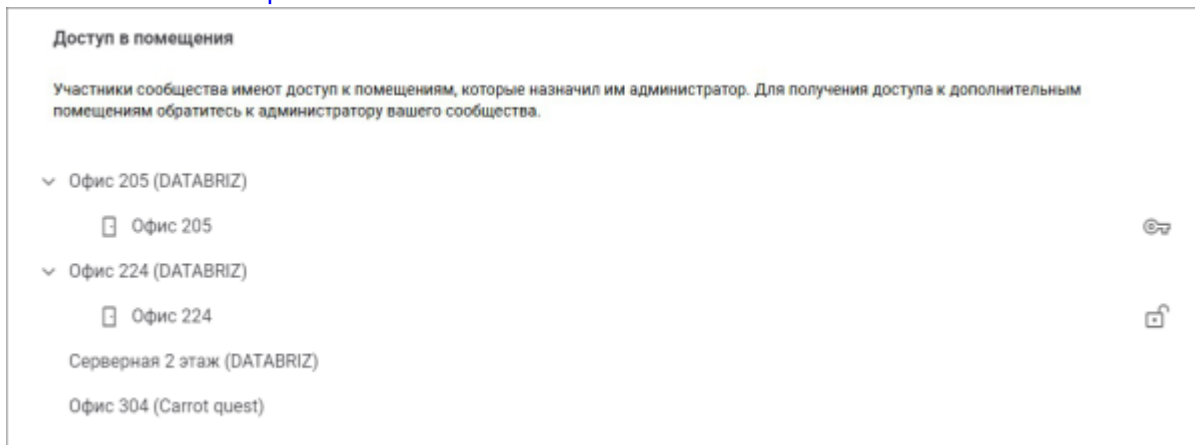 Доступ в помещения
Участники сообщества имеют доступ к помещениям, которые назначил им администратор. Для получения доступа к дополнительным
помещениям обратитесь к администратору вашего сообщества.
Офис 205 (DATABRIZ)
Офис 205
Офис 224 (DATABRIZ)
Офис 224
Серверная 2 этаж (DATABRIZ)
Офис 304 (Carrot quest)